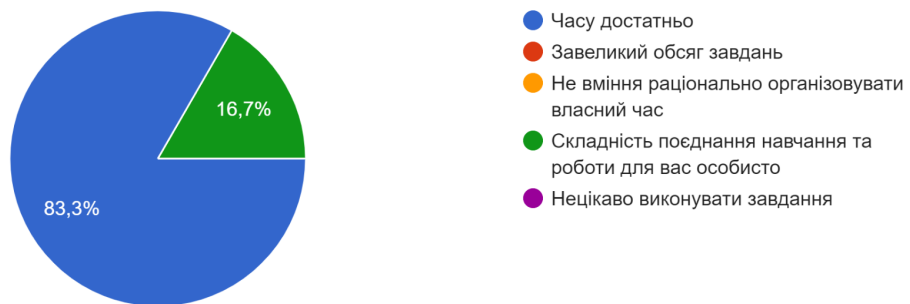 83,3%
16,7%
Часу достатньо
Завеликий обсяг завдань
Не вміння раціонально організовувати
власний час
Складність поєднання навчання та
роботи для вас особисто
Нецікаво виконувати завдання